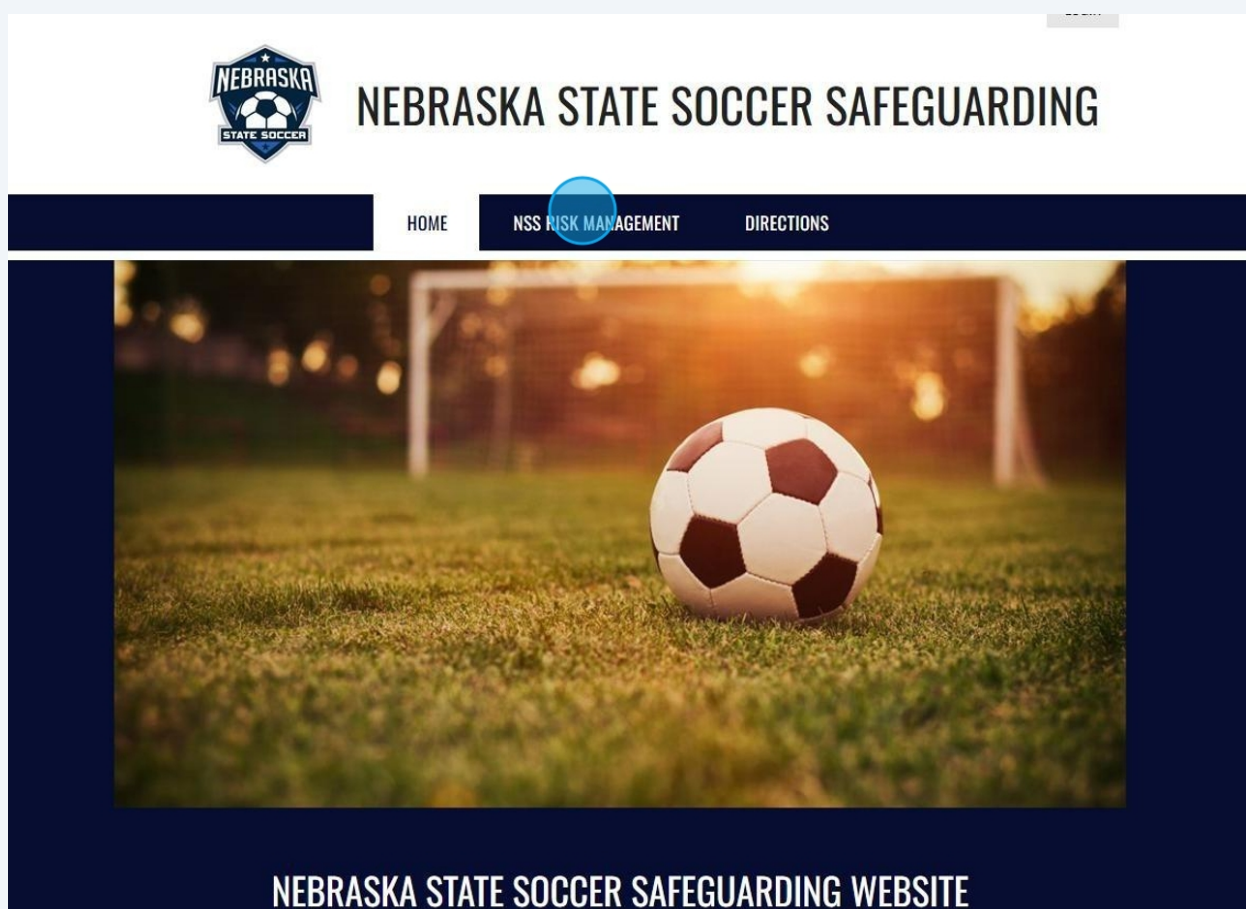 NEBRASKA
STATE SOCCER
NEBRASKA STATE SOCCER SAFEGUARDING
HOME NSS RISK MANAGEMENT DIRECTIONS
NEBRASKA STATE SOCCER SAFEGUARDING WEBSITE